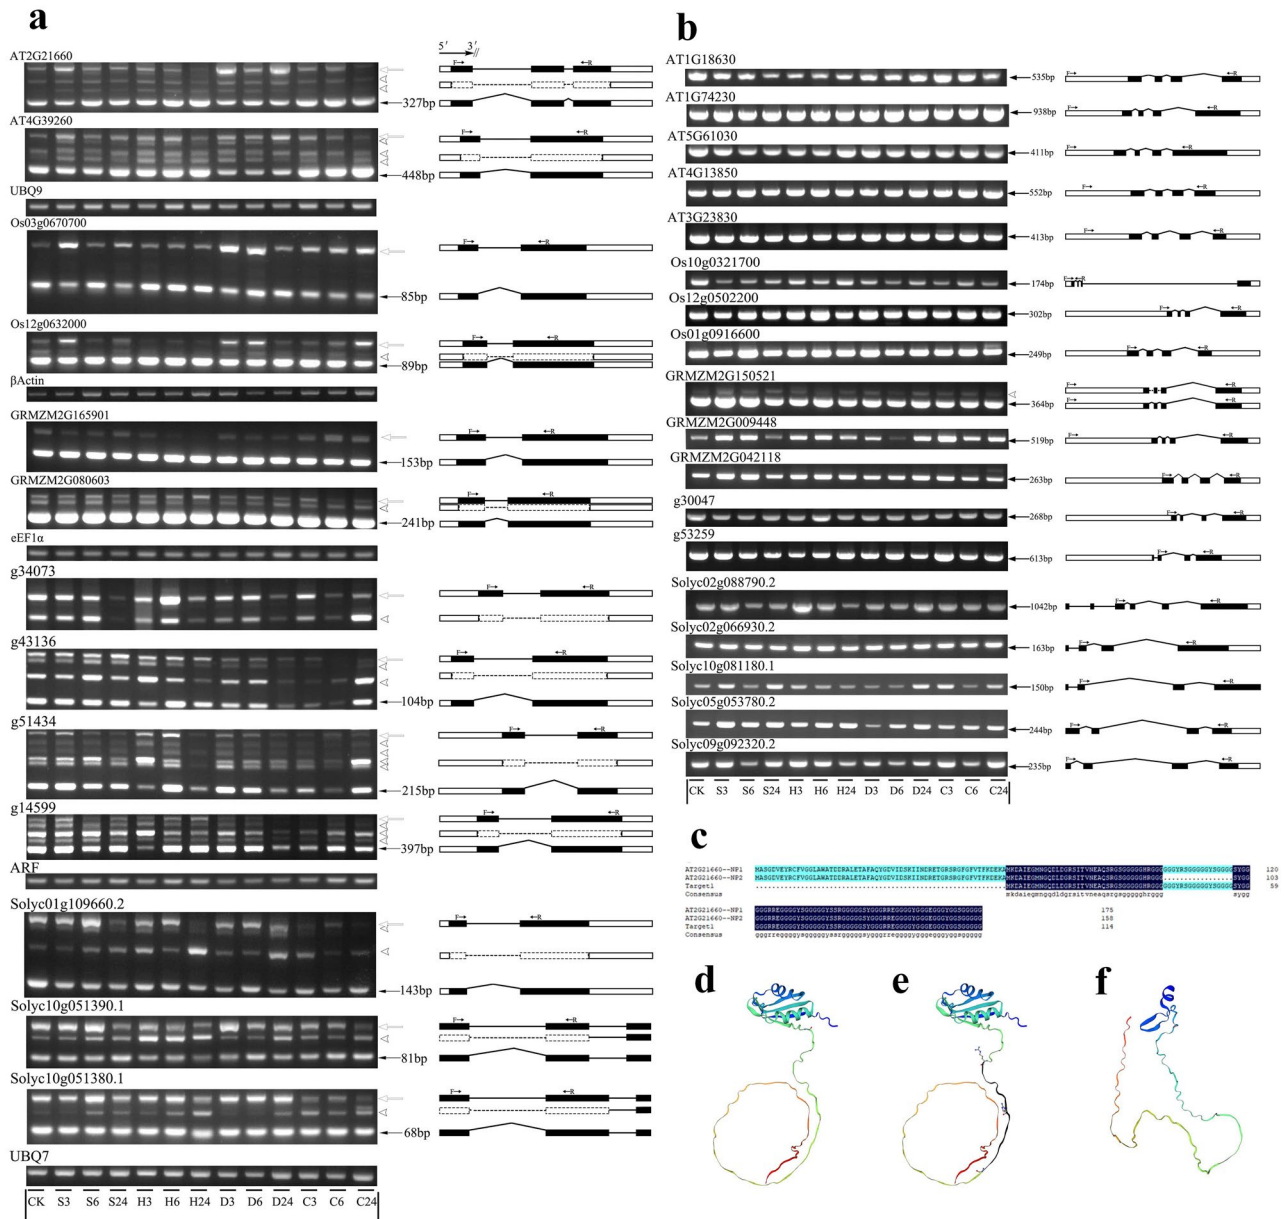 a
5' 3'
AT2G21660
F R
327bp
AT4G39260
F R
448bp
UBQ9
Os03g0670700
F R
85bp
Os12g0632000
F R
89bp
βActin
GRMZM2G165901
F R
153bp
GRMZM2G080603
F R
241bp
eEF1α
g34073
F R
g43136
F R
104bp
g51434
F R
215bp
g14599
F R
397bp
ARF
Solyc01g109660.2
F R
143bp
Solyc10g051390.1
F R
81bp
Solyc10g051380.1
F R
68bp
UBQ7
CK S3 S6 S24 H3 H6 H24 D3 D6 D24 C3 C6 C24
b
AT1G18630
535bp F R
AT1G74230
938bp F R
AT5G61030
411bp F R
AT4G13850
552bp F R
AT3G23830
413bp F R
Os10g0321700
174bp F R
Os12g0502200
302bp F R
Os01g0916600
249bp F R
GRMZM2G150521
364bp F R
GRMZM2G009448
519bp F R
GRMZM2G042118
263bp F R
g30047
268bp F R
g53259
613bp F R
Solyc02g088790.2
1042bp F R
Solyc02g066930.2
163bp F R
Solyc10g081180.1
150bp F R
Solyc05g053780.2
244bp F R
Solyc09g092320.2
235bp F R
CK S3 S6 S24 H3 H6 H24 D3 D6 D24 C3 C6 C24
c
AT2G21660--NP1 120
AT2G21660--NP2 103
Target1 59
Consensus
AT2G21660--NP1 175
AT2G21660--NP2 158
Target1 114
Consensus
d e f